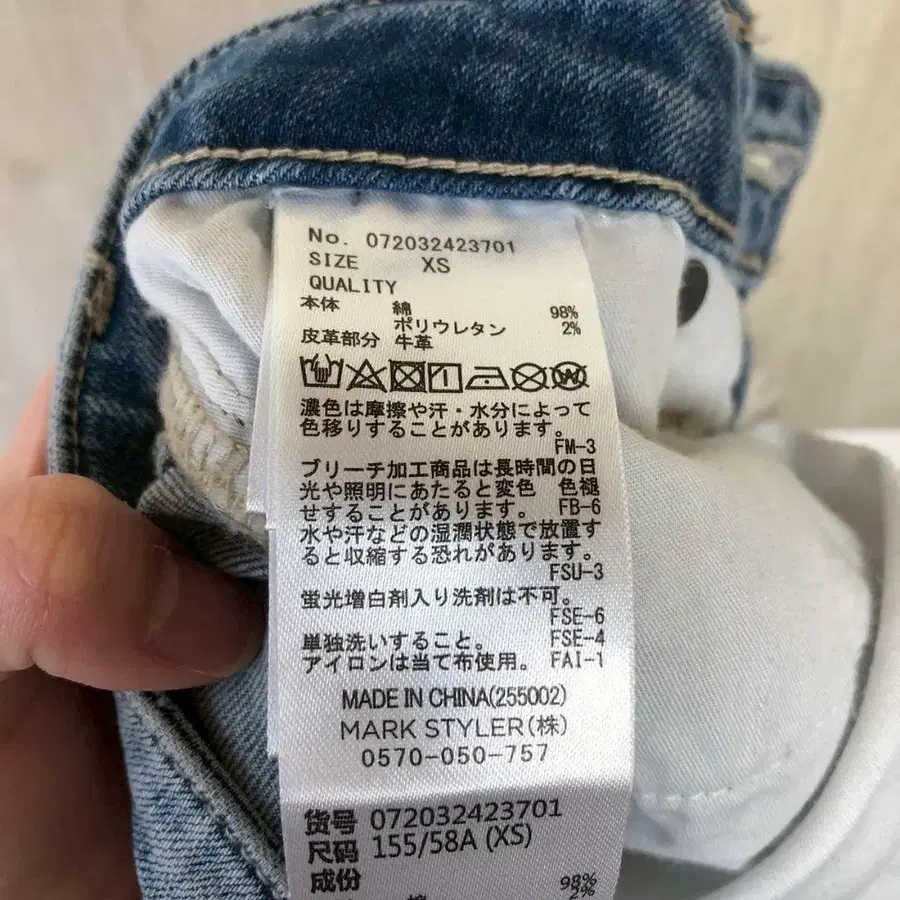 No. 072032423701
SIZE XS
QUALITY
本体 綿 98%
ポリウレタン 2%
皮革部分 牛革
濃色は摩擦や汗・水分によって
色移りすることがあります。
FM-3
ブリーチ加工商品は長時間の日
光や照明にあたると変色 色褪
せすることがあります。 FB-6
水や汗などの湿潤状態で放置す
ると収縮する恐れがあります。
FSU-3
蛍光増白剤入り洗剤は不可。
FSE-6
単独洗いすること。 FSE-4
アイロンは当て布使用。 FAI-1
MADE IN CHINA(255002)
MARK STYLER(株)
0570-050-757
货号 072032423701
尺码 155/58A (XS)
成份
98%
2%